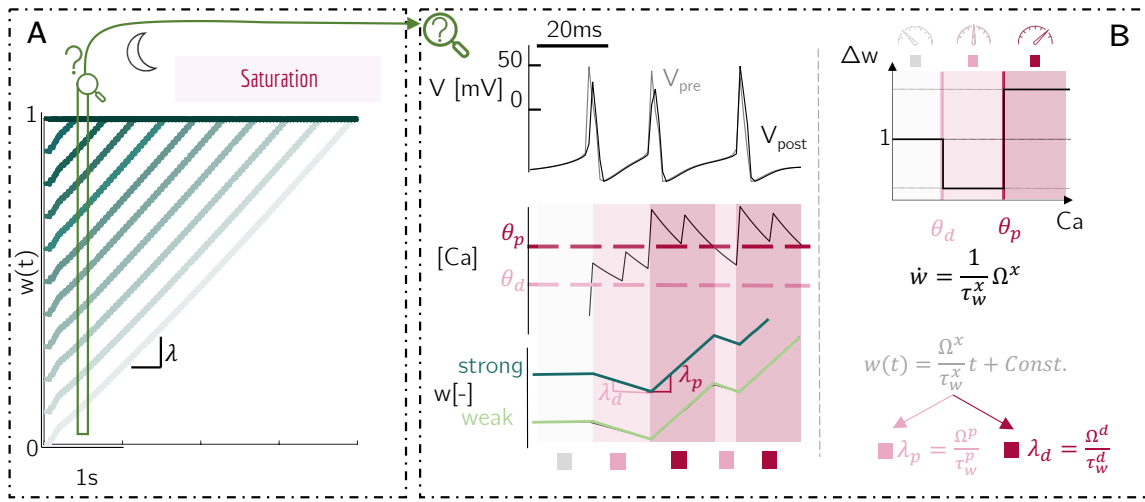 A
?
Saturation
1
w(t)
λ
0
1s
?
20ms
V [mV]
50
0
V_pre
V_post
[Ca]
θ_p
θ_d
strong
w[-]
weak
λ_d
λ_p
B
Δw
1
θ_d
θ_p
Ca
ẇ = 1/τ_w^x Ω^x
w(t) = Ω^x/τ_w^x t + Const.
λ_p = Ω^p/τ_w^p
λ_d = Ω^d/τ_w^d